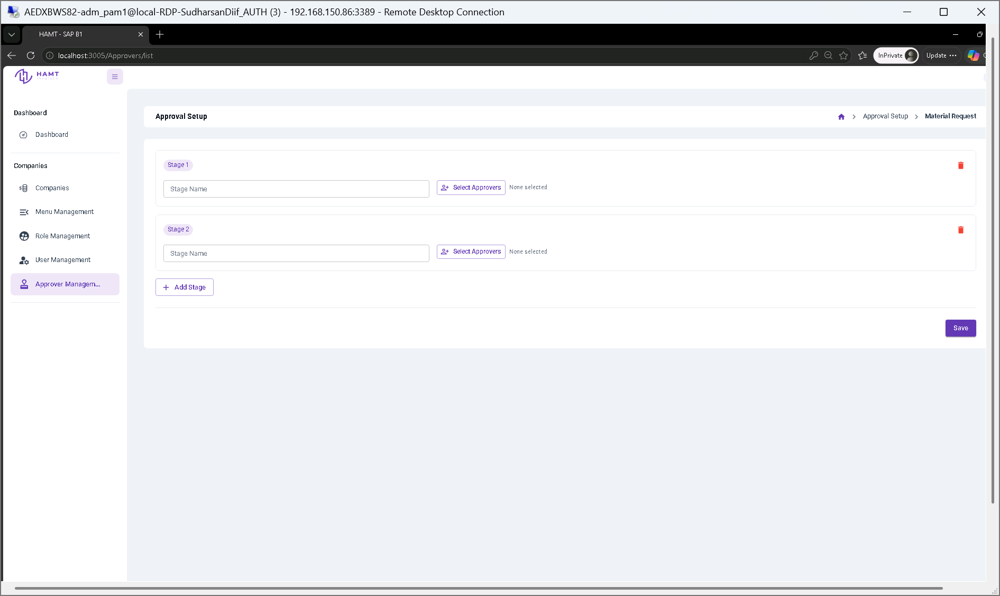 AEDXBWS82-adm_pam1@local-RDP-SudharsanDiif_AUTH (3) - 192.168.150.86:3389 - Remote Desktop Connection
HAMT - SAP B1
localhost:3005/Approvers/list
InPrivate
Update
HAMT
INFOTECH
Dashboard
Dashboard
Companies
Companies
Menu Management
Role Management
User Management
Approver Managem...
Approval Setup
Approval Setup
Material Request
Stage 1
Stage Name
Select Approvers
None selected
Stage 2
Stage Name
Select Approvers
None selected
Add Stage
Save